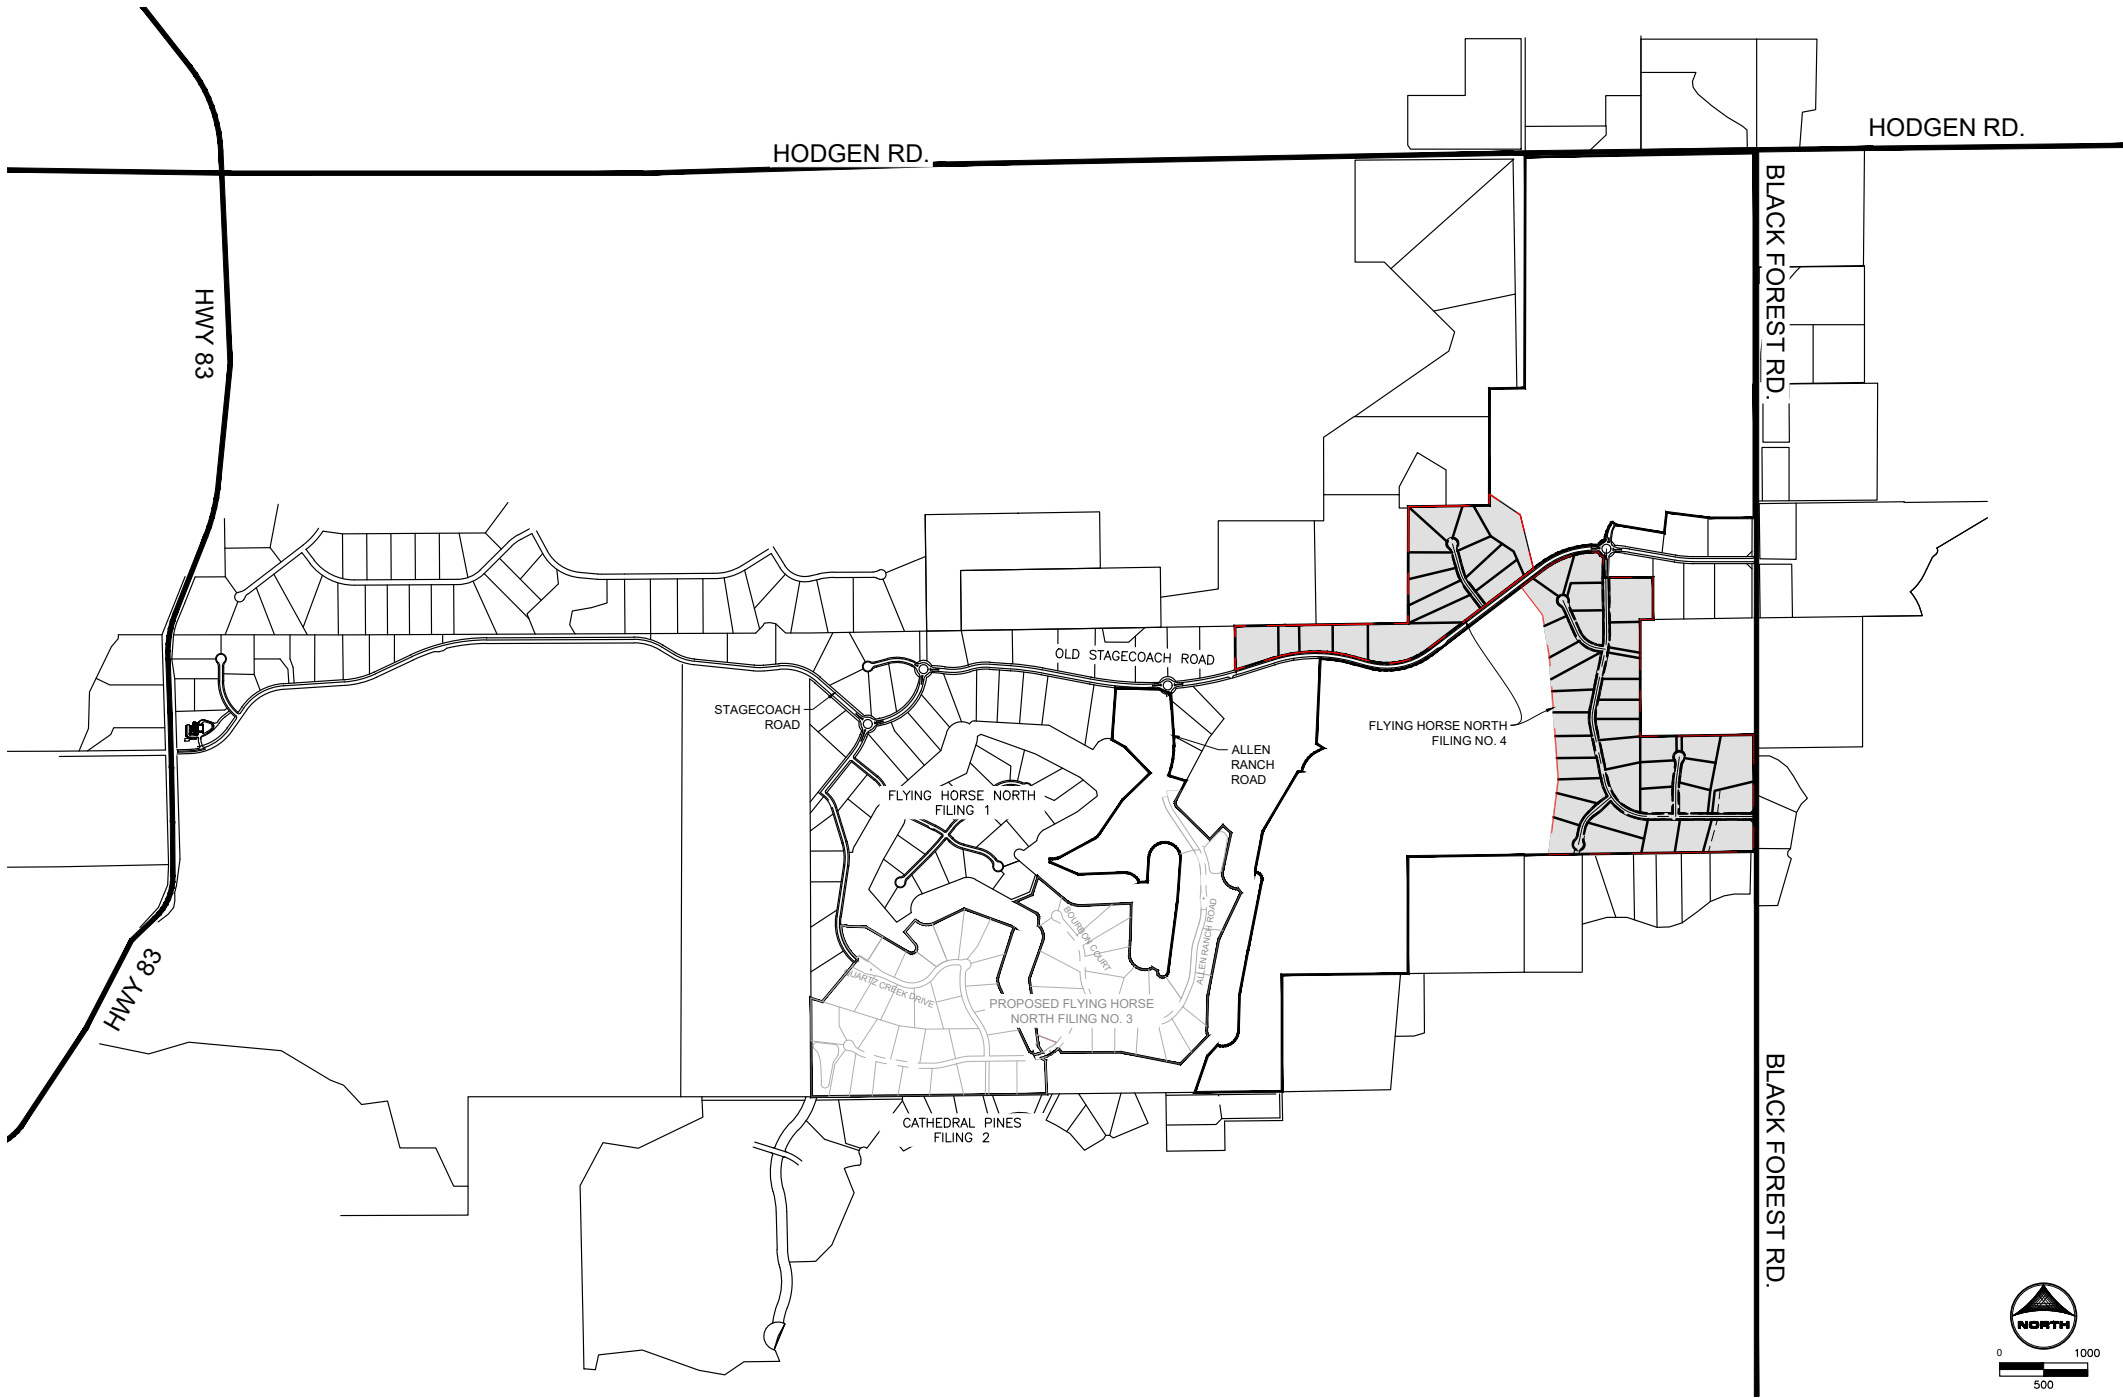 HODGEN RD.
HODGEN RD.
BLACK FOREST RD.
HWY 83
OLD STAGECOACH ROAD
STAGECOACH
ROAD
FLYING HORSE NORTH
FILING NO. 4
ALLEN
RANCH
ROAD
FLYING HORSE NORTH
FILING 1
BOURBON COURT
ALLEN RANCH ROAD
QUARTZ CREEK DRIVE
PROPOSED FLYING HORSE
NORTH FILING NO. 3
HWY 83
CATHEDRAL PINES
FILING 2
BLACK FOREST RD.
NORTH
0 1000
500